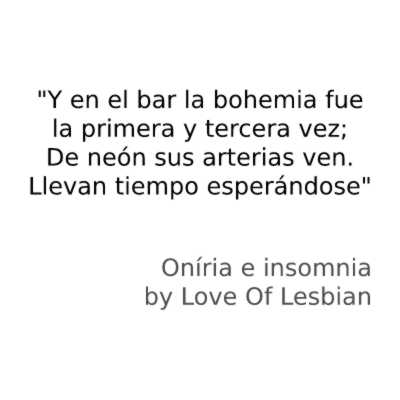 "Y en el bar la bohemia fue
la primera y tercera vez;
De neón sus arterias ven.
Llevan tiempo esperándose"
Oníria e insomnia
by Love Of Lesbian